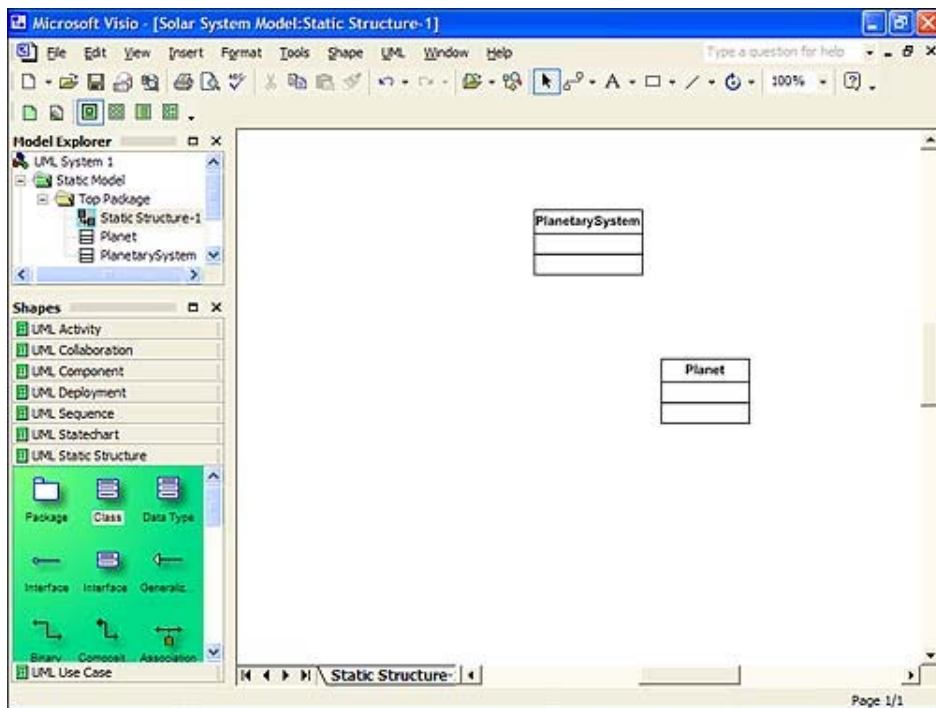 Microsoft Visio - [Solar System Model:Static Structure-1]
File Edit View Insert Format Tools Shape UML Window Help
Type a question for help
100%
Model Explorer
UML System 1
Static Model
Top Package
Static Structure-1
Planet
PlanetarySystem
Shapes
UML Activity
UML Collaboration
UML Component
UML Deployment
UML Sequence
UML Statechart
UML Static Structure
Package Class Data Type
Interface Interface Generaliz...
Binary Composit... Association
UML Use Case
PlanetarySystem
Planet
Static Structure-
Page 1/1